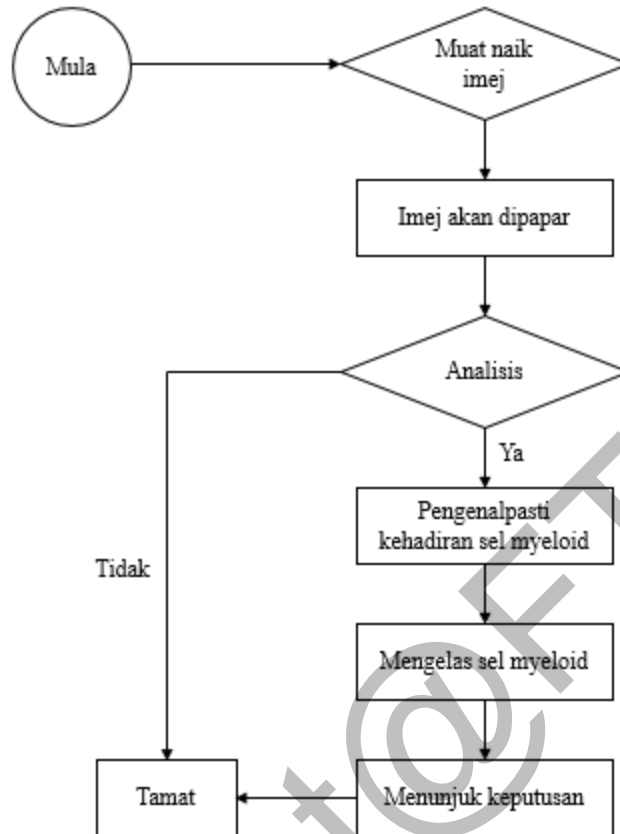 Mula
Muat naik
imej
Imej akan dipapar
Analisis
Ya
Pengenalpasti
kehadiran sel myeloid
Tidak
Mengelas sel myeloid
Tamat
Menunjuk keputusan
t@FT